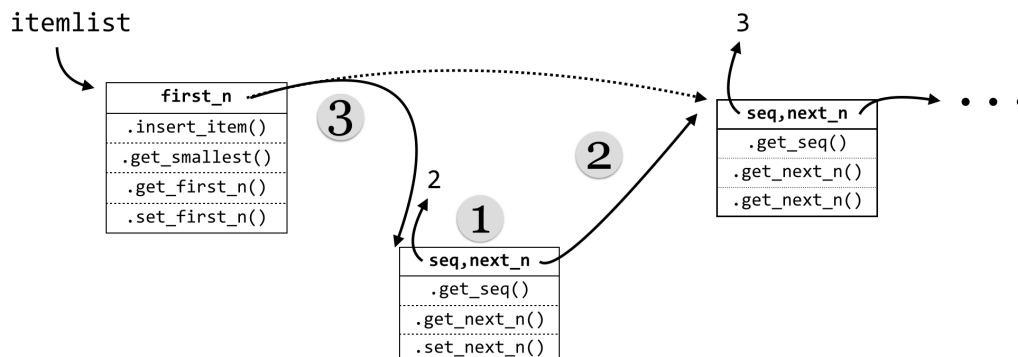 itemlist
first_n
.insert_item()
.get_smallest()
.get_first_n()
.set_first_n()
3
2
1
seq,next_n
.get_seq()
.get_next_n()
.set_next_n()
2
3
seq,next_n
.get_seq()
.get_next_n()
.get_next_n()